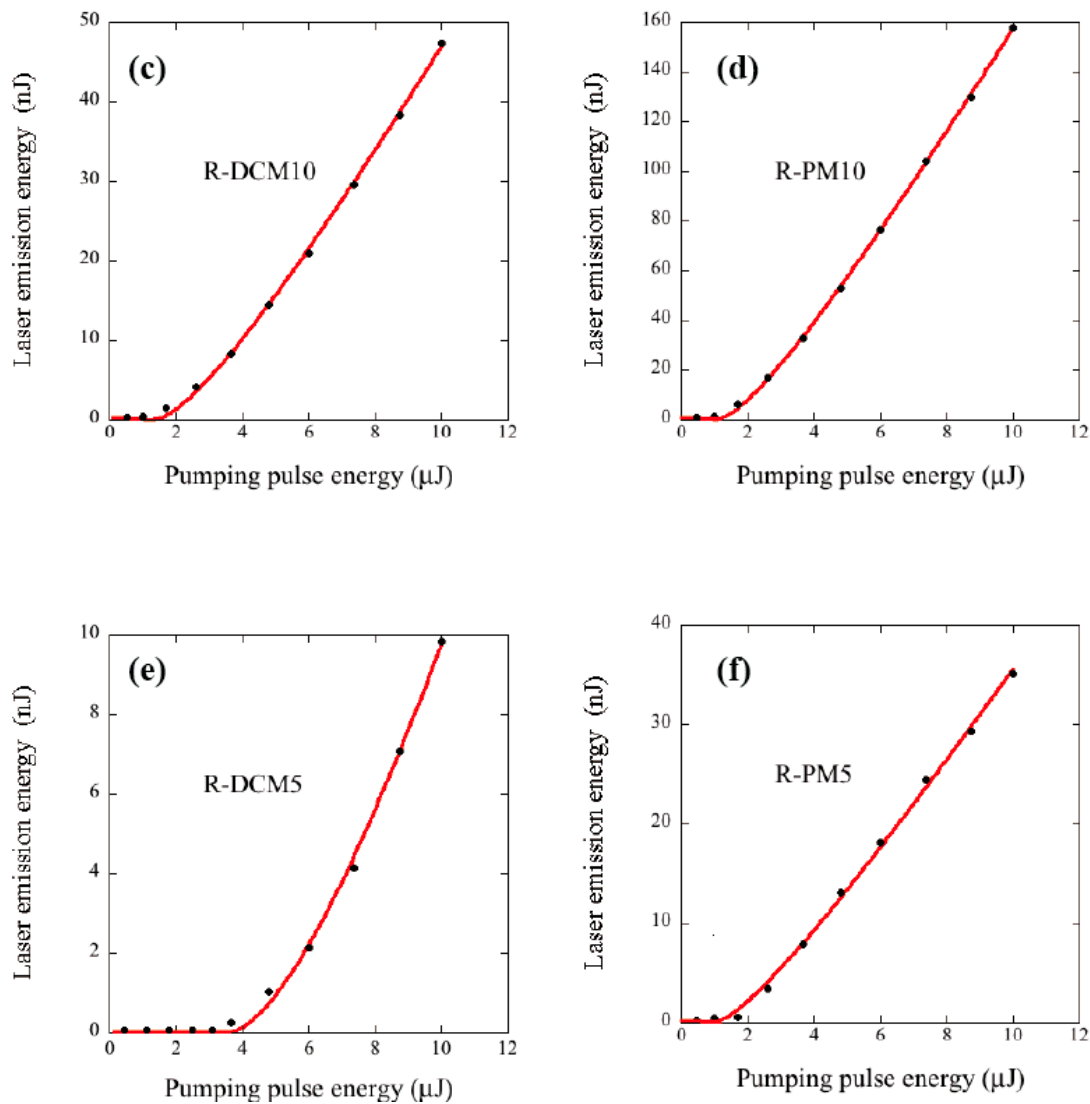 (c)
R-DCM10
Laser emission energy (nJ)
50
40
30
20
10
0
0 2 4 6 8 10 12
Pumping pulse energy (μJ)
(d)
R-PM10
Laser emission energy (nJ)
160
140
120
100
80
60
40
20
0
0 2 4 6 8 10 12
Pumping pulse energy (μJ)
(e)
R-DCM5
Laser emission energy (nJ)
10
8
6
4
2
0
0 2 4 6 8 10 12
Pumping pulse energy (μJ)
(f)
R-PM5
Laser emission energy (nJ)
40
30
20
10
0
0 2 4 6 8 10 12
Pumping pulse energy (μJ)